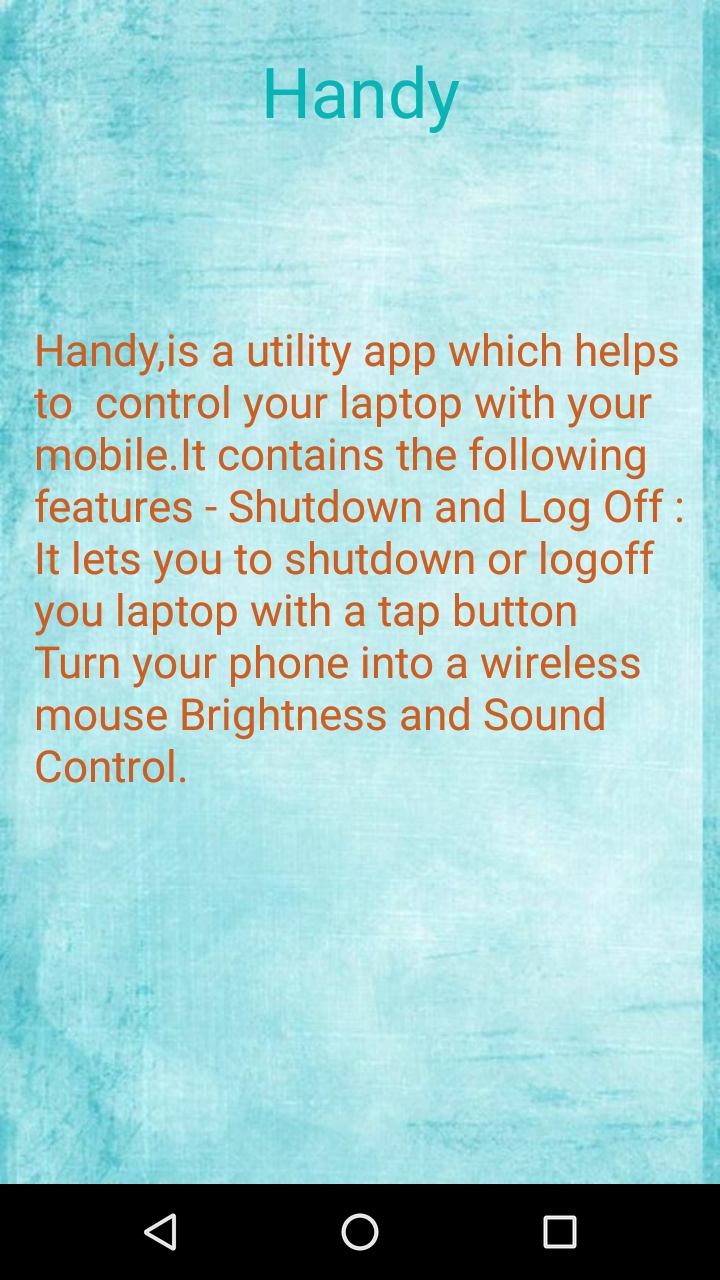 Handy
Handy,is a utility app which helps
to  control your laptop with your
mobile.It contains the following
features - Shutdown and Log Off :
It lets you to shutdown or logoff
you laptop with a tap button
Turn your phone into a wireless
mouse Brightness and Sound
Control.